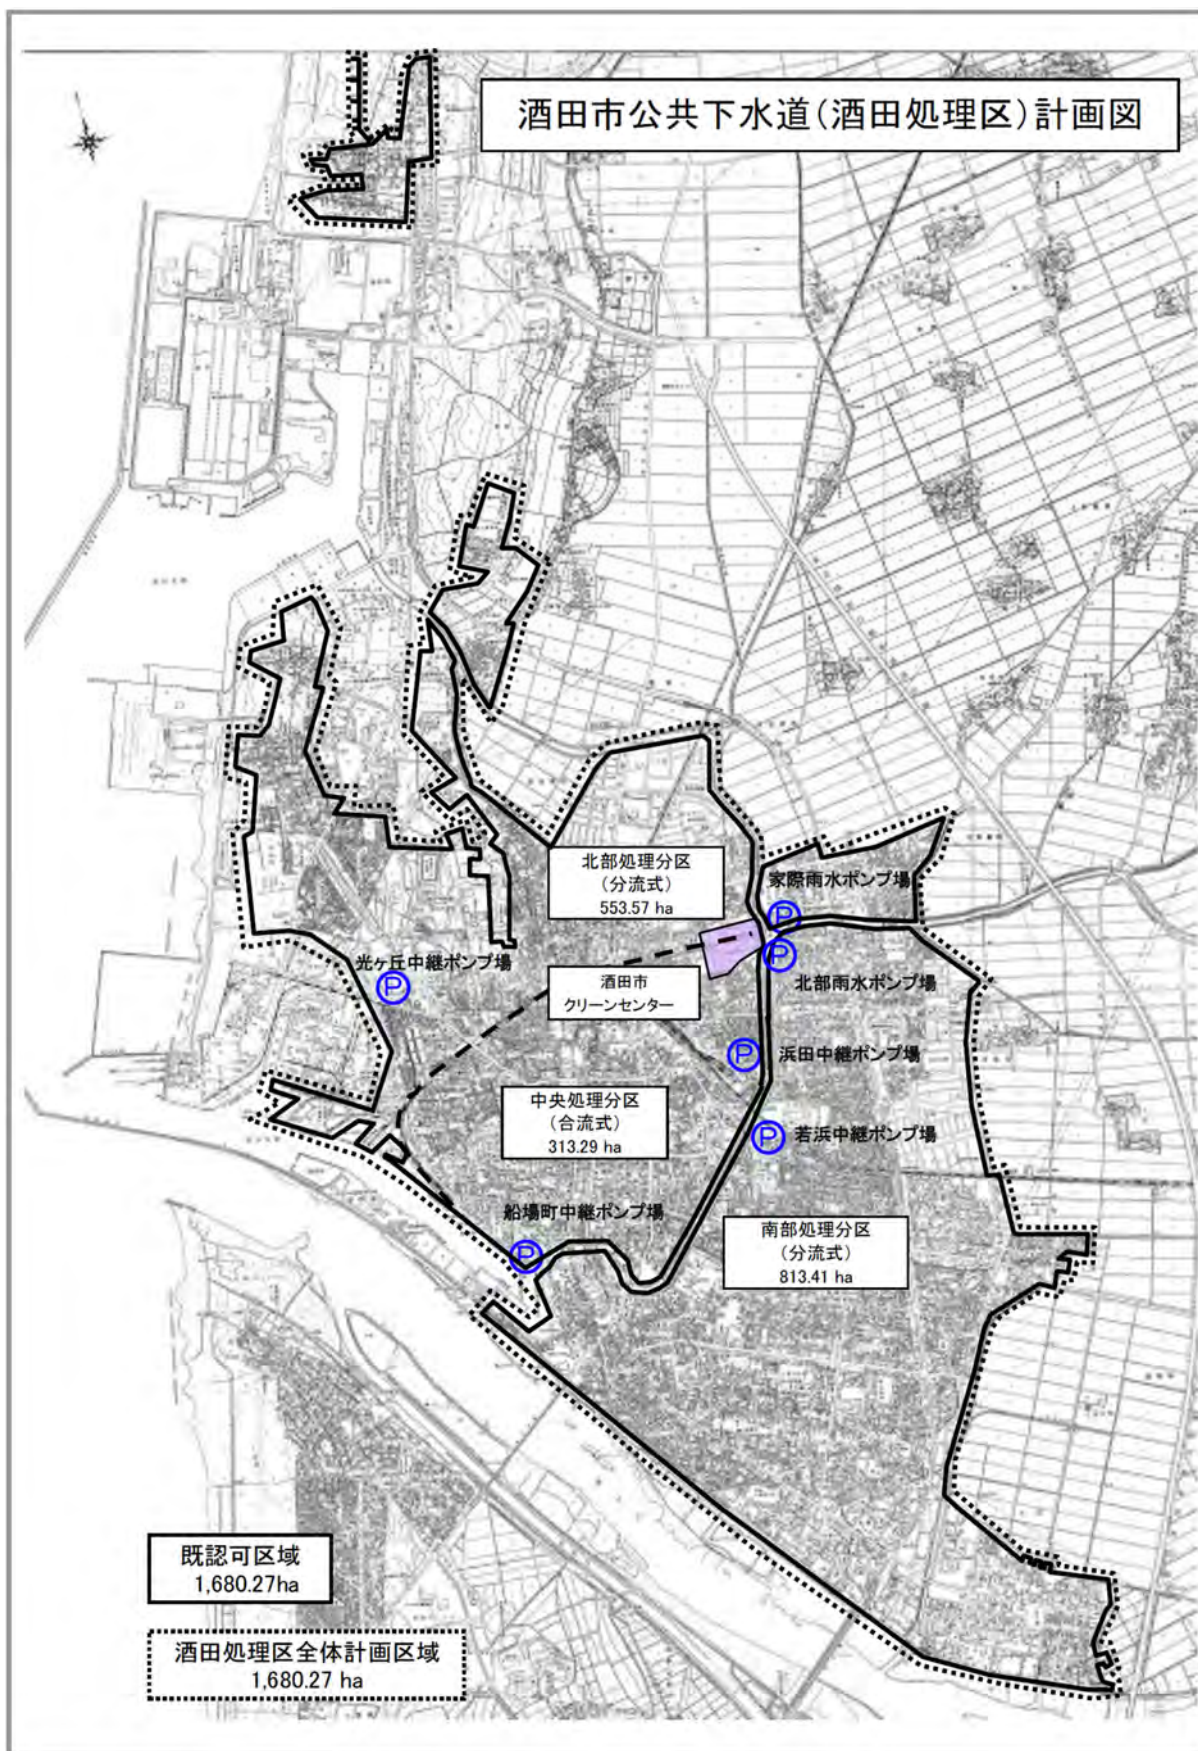 酒田市公共下水道(酒田処理区)計画図
北部処理分区
(分流式)
553.57 ha
家際雨水ポンプ場
光ヶ丘中継ポンプ場
P
P
P
酒田市
クリーンセンター
北部雨水ポンプ場
P
浜田中継ポンプ場
中央処理分区
(合流式)
313.29 ha
P
若浜中継ポンプ場
船場町中継ポンプ場
P
南部処理分区
(分流式)
813.41 ha
既認可区域
1,680.27ha
酒田処理区全体計画区域
1,680.27 ha